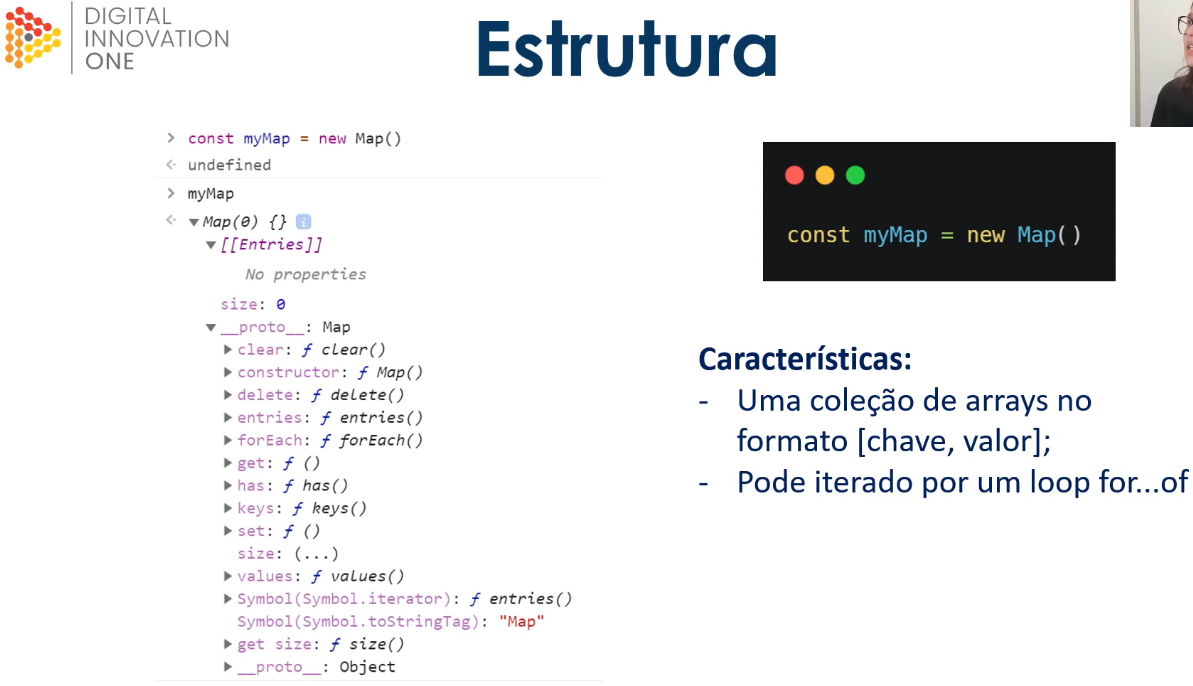 DIGITAL
INNOVATION
ONE
Estrutura
> const myMap = new Map()
undefined
> myMap
Map(0) {} i
[[Entries]]
No properties
size: 0
__proto__: Map
clear: ƒ clear()
constructor: ƒ Map()
delete: ƒ delete()
entries: ƒ entries()
forEach: ƒ forEach()
get: ƒ ()
has: ƒ has()
keys: ƒ keys()
set: ƒ ()
size: (...)
values: ƒ values()
Symbol(Symbol.iterator): ƒ entries()
Symbol(Symbol.toStringTag): "Map"
get size: ƒ size()
__proto__: Object
const myMap = new Map()
Características:
- Uma coleção de arrays no
formato [chave, valor];
- Pode iterado por um loop for...of